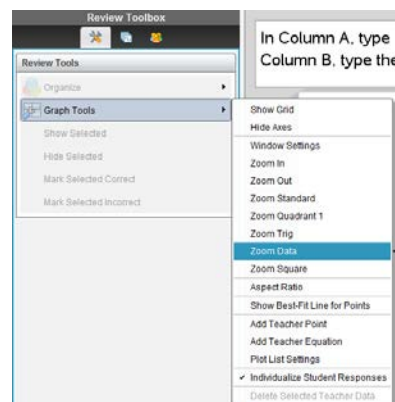 Review Toolbox
In Column A, type
Column B, type the
Review Tools
Organize
Graph Tools
Show Selected
Hide Selected
Mark Selected Correct
Mark Selected Incorrect
Show Grid
Hide Axes
Window Settings
Zoom In
Zoom Out
Zoom Standard
Zoom Quadrant 1
Zoom Trig
Zoom Data
Zoom Square
Aspect Ratio
Show Best-Fit Line for Points
Add Teacher Point
Add Teacher Equation
Plot List Settings
✓ Individualize Student Responses
Delete Selected Teacher Data